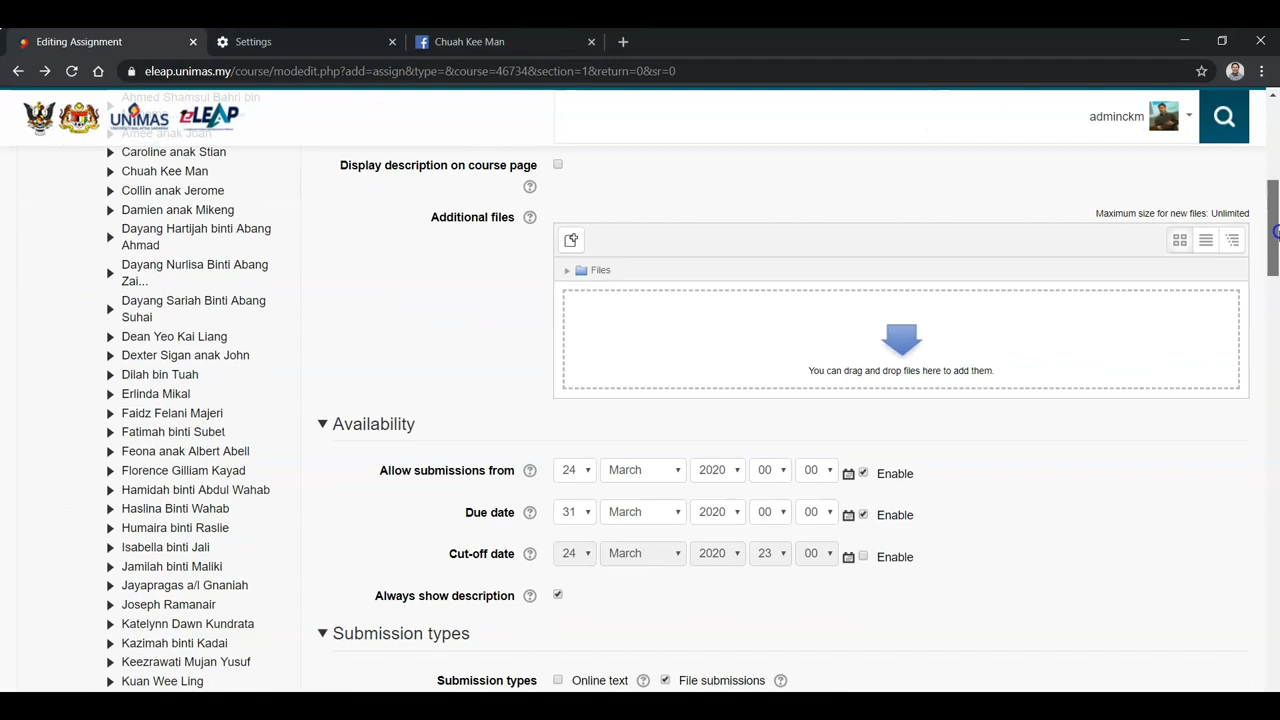 Editing Assignment
Settings
Chuah Kee Man
eleap.unimas.my/course/modedit.php?add=assign&type=&course=46734&section=1&return=0&sr=0
UNIMAS
eLEAP
adminckm
Ahmed Shamsul Bahri bin
Amee anak Joan
Caroline anak Stian
Chuah Kee Man
Collin anak Jerome
Damien anak Mikeng
Dayang Hartijah binti Abang
Ahmad
Dayang Nurlisa Binti Abang
Zai...
Dayang Sariah Binti Abang
Suhai
Dean Yeo Kai Liang
Dexter Sigan anak John
Dilah bin Tuah
Erlinda Mikal
Faidz Felani Majeri
Fatimah binti Subet
Feona anak Albert Abell
Florence Gilliam Kayad
Hamidah binti Abdul Wahab
Haslina Binti Wahab
Humaira binti Raslie
Isabella binti Jali
Jamilah binti Maliki
Jayapragas a/l Gnaniah
Joseph Ramanair
Katelynn Dawn Kundrata
Kazimah binti Kadai
Keezrawati Mujan Yusuf
Kuan Wee Ling
Display description on course page
Additional files
Maximum size for new files: Unlimited
Files
You can drag and drop files here to add them.
Availability
Allow submissions from 24 March 2020 00 00 Enable
Due date 31 March 2020 00 00 Enable
Cut-off date 24 March 2020 23 00 Enable
Always show description
Submission types
Submission types Online text File submissions